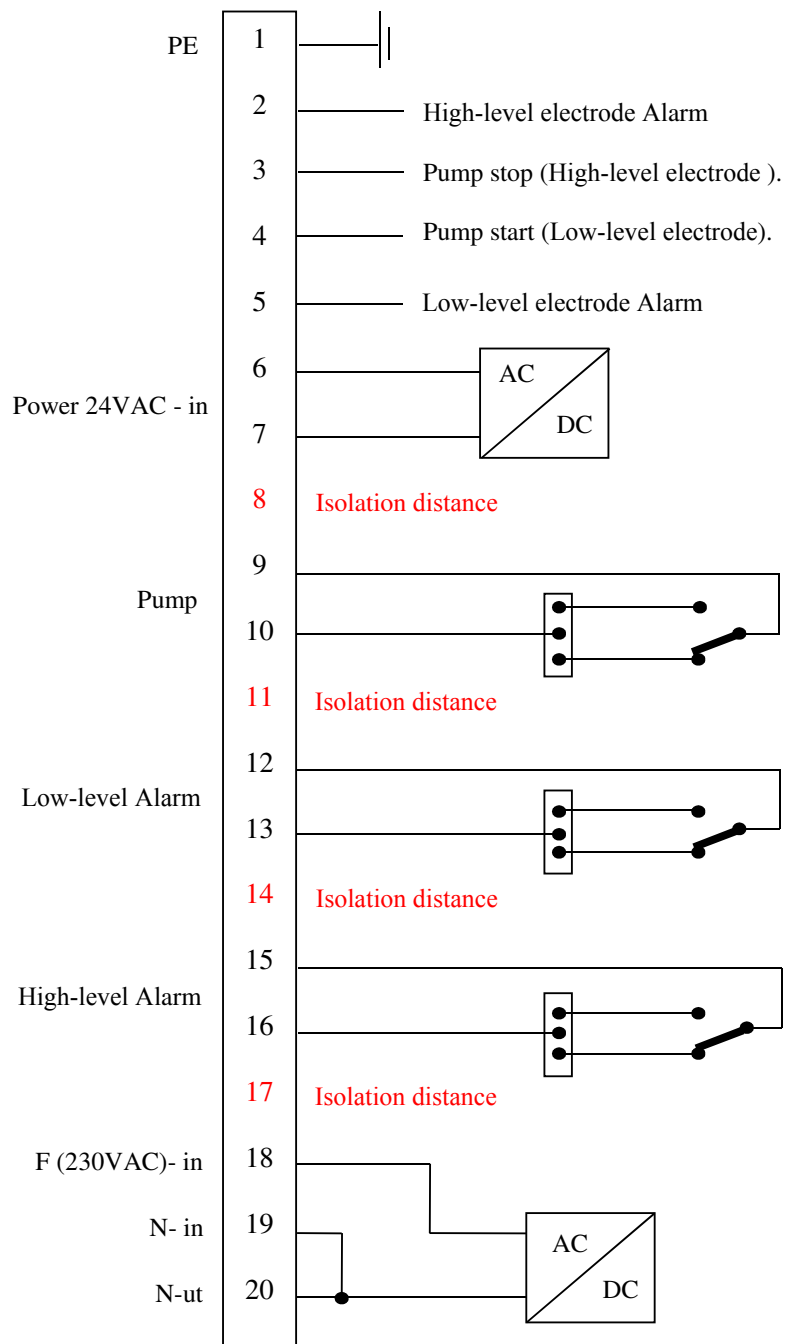 PE 1
2 High-level electrode Alarm
3 Pump stop (High-level electrode ).
4 Pump start (Low-level electrode).
5 Low-level electrode Alarm
6 AC
Power 24VAC - in
7 DC
8 Isolation distance
9
Pump
10
11 Isolation distance
12
Low-level Alarm
13
14 Isolation distance
15
High-level Alarm
16
17 Isolation distance
F (230VAC)- in 18
N- in 19 AC
N-ut 20 DC